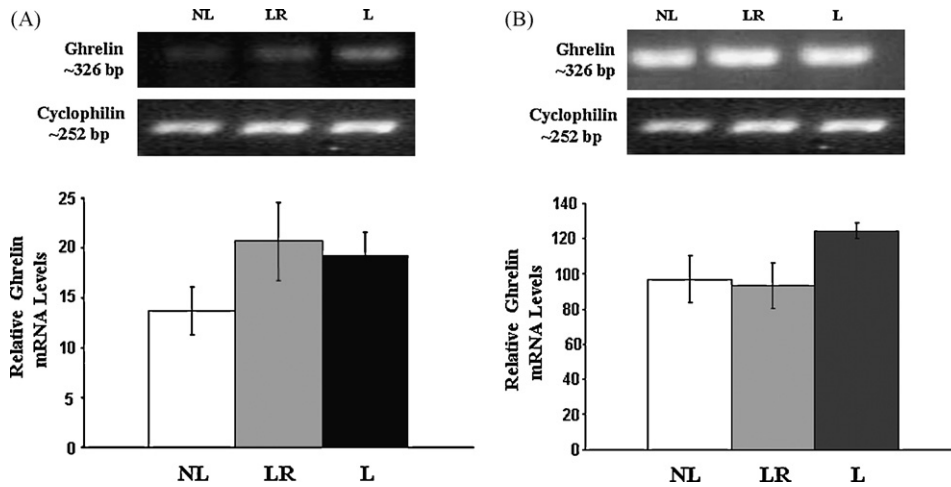 (A)
NL LR L
Ghrelin
~326 bp
Cyclophilin
~252 bp
25
20
15
10
5
0
Relative Ghrelin
mRNA Levels
NL LR L
(B)
NL LR L
Ghrelin
~326 bp
Cyclophilin
~252 bp
140
120
100
80
60
40
20
0
Relative Ghrelin
mRNA Levels
NL LR L